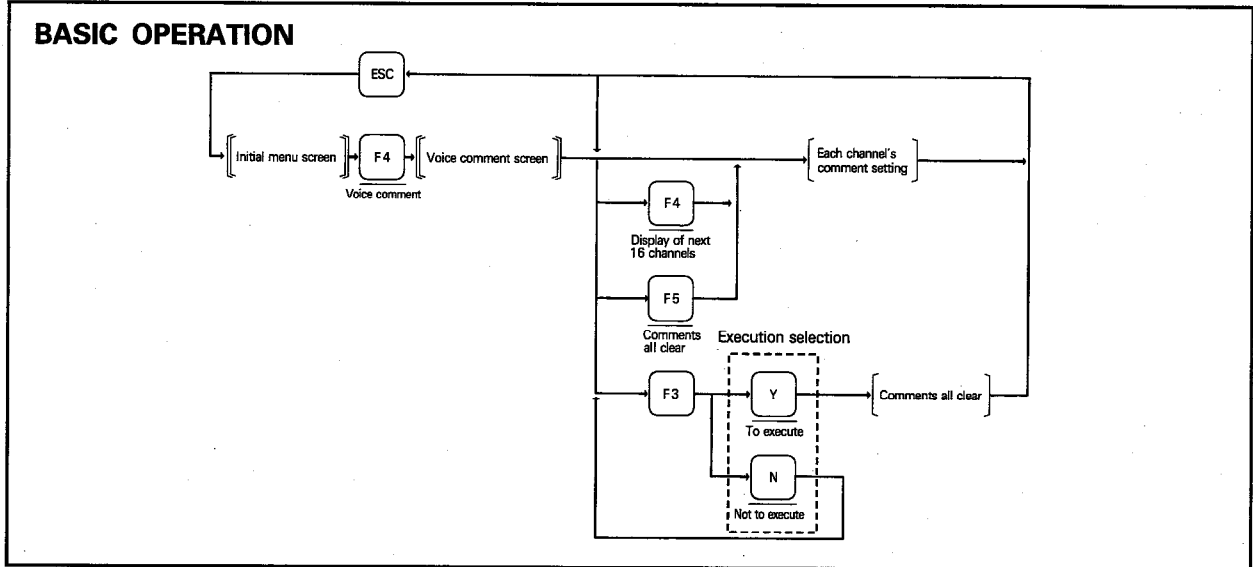 BASIC OPERATION
ESC
Initial menu screen
F4
Voice comment screen
Voice comment
Each channel's
comment setting
F4
Display of next
16 channels
F5
Comments
all clear
Execution selection
F3
Y
To execute
Comments all clear
N
Not to execute